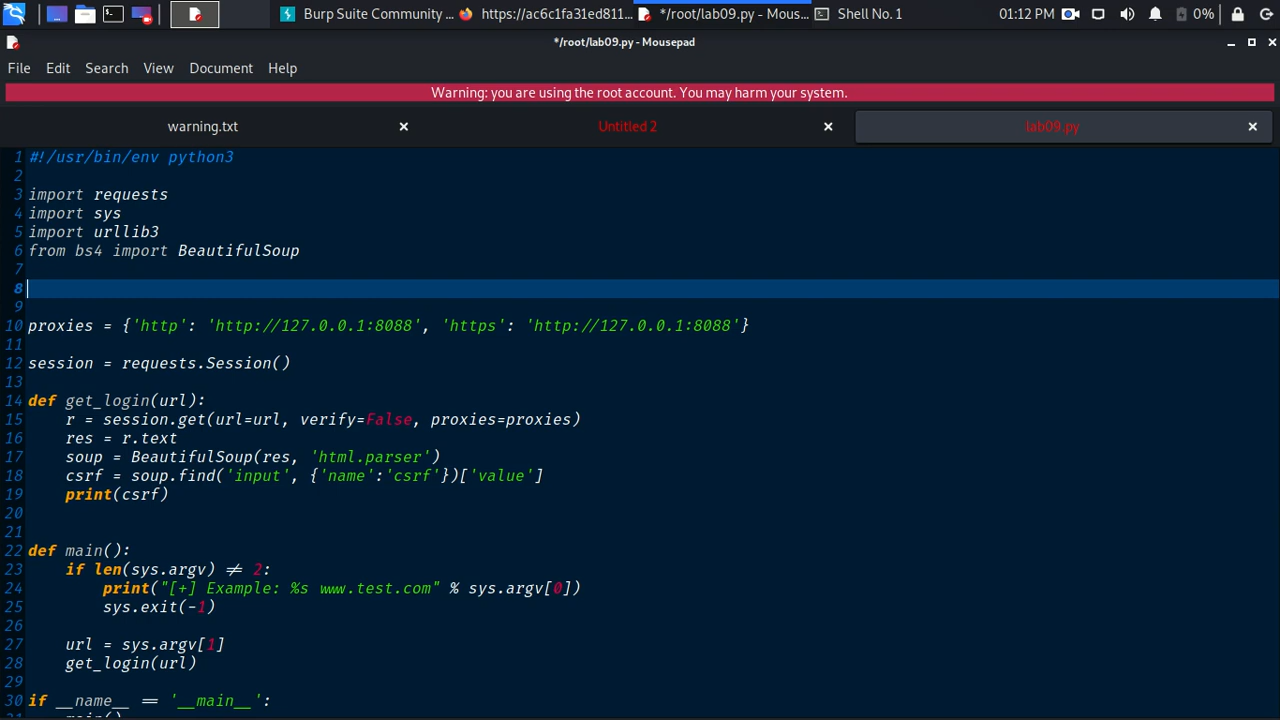 Burp Suite Community ... https://ac6c1fa31ed811... */root/lab09.py - Mous... Shell No. 1 01:12 PM 0%
*/root/lab09.py - Mousepad
File Edit Search View Document Help
Warning: you are using the root account. You may harm your system.
warning.txt Untitled 2 lab09.py
1 #!/usr/bin/env python3
2
3 import requests
4 import sys
5 import urllib3
6 from bs4 import BeautifulSoup
7
8
9
10 proxies = {'http': 'http://127.0.0.1:8088', 'https': 'http://127.0.0.1:8088'}
11
12 session = requests.Session()
13
14 def get_login(url):
15 r = session.get(url=url, verify=False, proxies=proxies)
16 res = r.text
17 soup = BeautifulSoup(res, 'html.parser')
18 csrf = soup.find('input', {'name':'csrf'})['value']
19 print(csrf)
20
21
22 def main():
23 if len(sys.argv) != 2:
24 print("[+] Example: %s www.test.com" % sys.argv[0])
25 sys.exit(-1)
26
27 url = sys.argv[1]
28 get_login(url)
29
30 if __name__ == '__main__':
31 main()